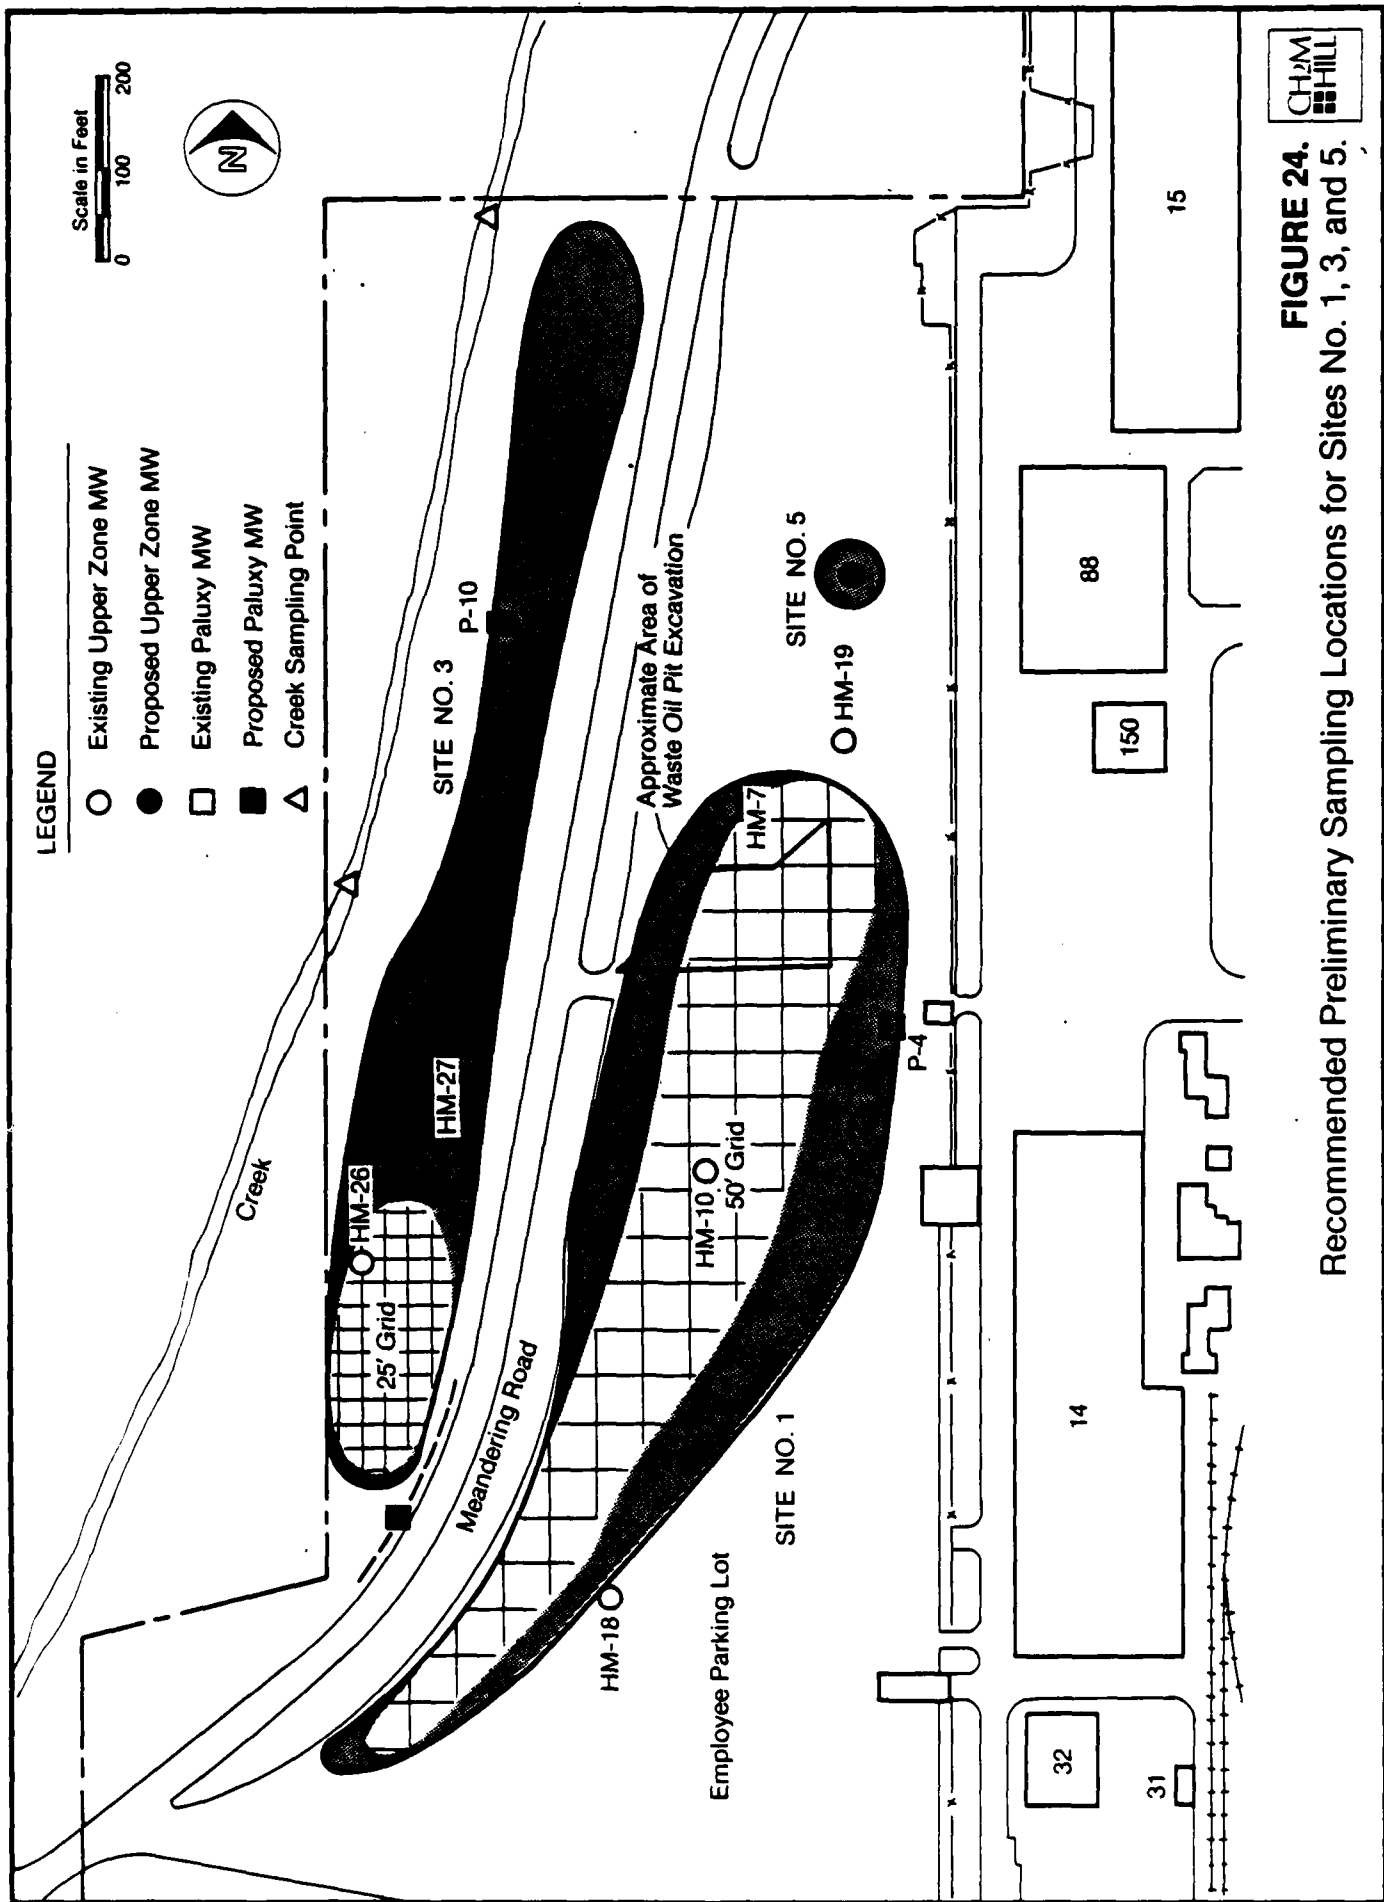 LEGEND
Existing Upper Zone MW
Proposed Upper Zone MW
Existing Paluxy MW
Proposed Paluxy MW
Creek Sampling Point
Scale in Feet
0 100 200
N
Creek
SITE NO. 3
P-10
HM-26
HM-27
25' Grid
Meandering Road
Approximate Area of
Waste Oil Pit Excavation
HM-7
SITE NO. 5
HM-19
HM-10
50' Grid
HM-18
P-4
SITE NO. 1
Employee Parking Lot
32
31
14
150
88
15
FIGURE 24.
Recommended Preliminary Sampling Locations for Sites No. 1, 3, and 5.
CH2M
HILL